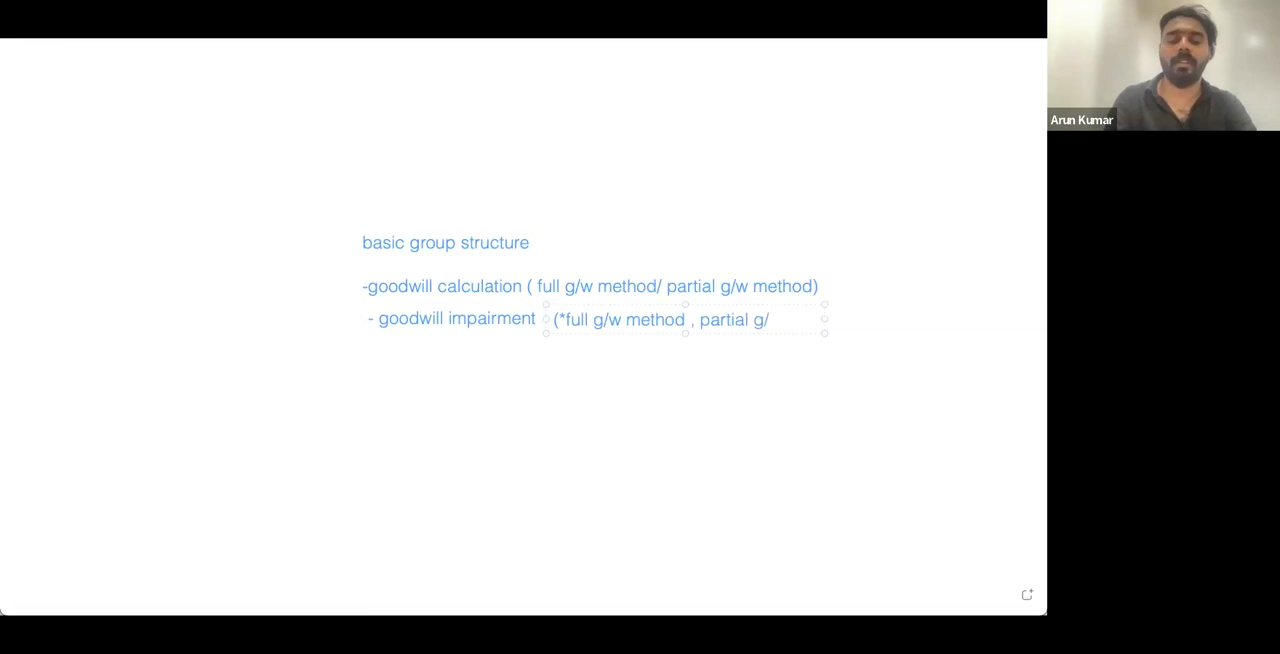 basic group structure
-goodwill calculation ( full g/w method/ partial g/w method)
- goodwill impairment (*full g/w method , partial g/
Arun Kumar